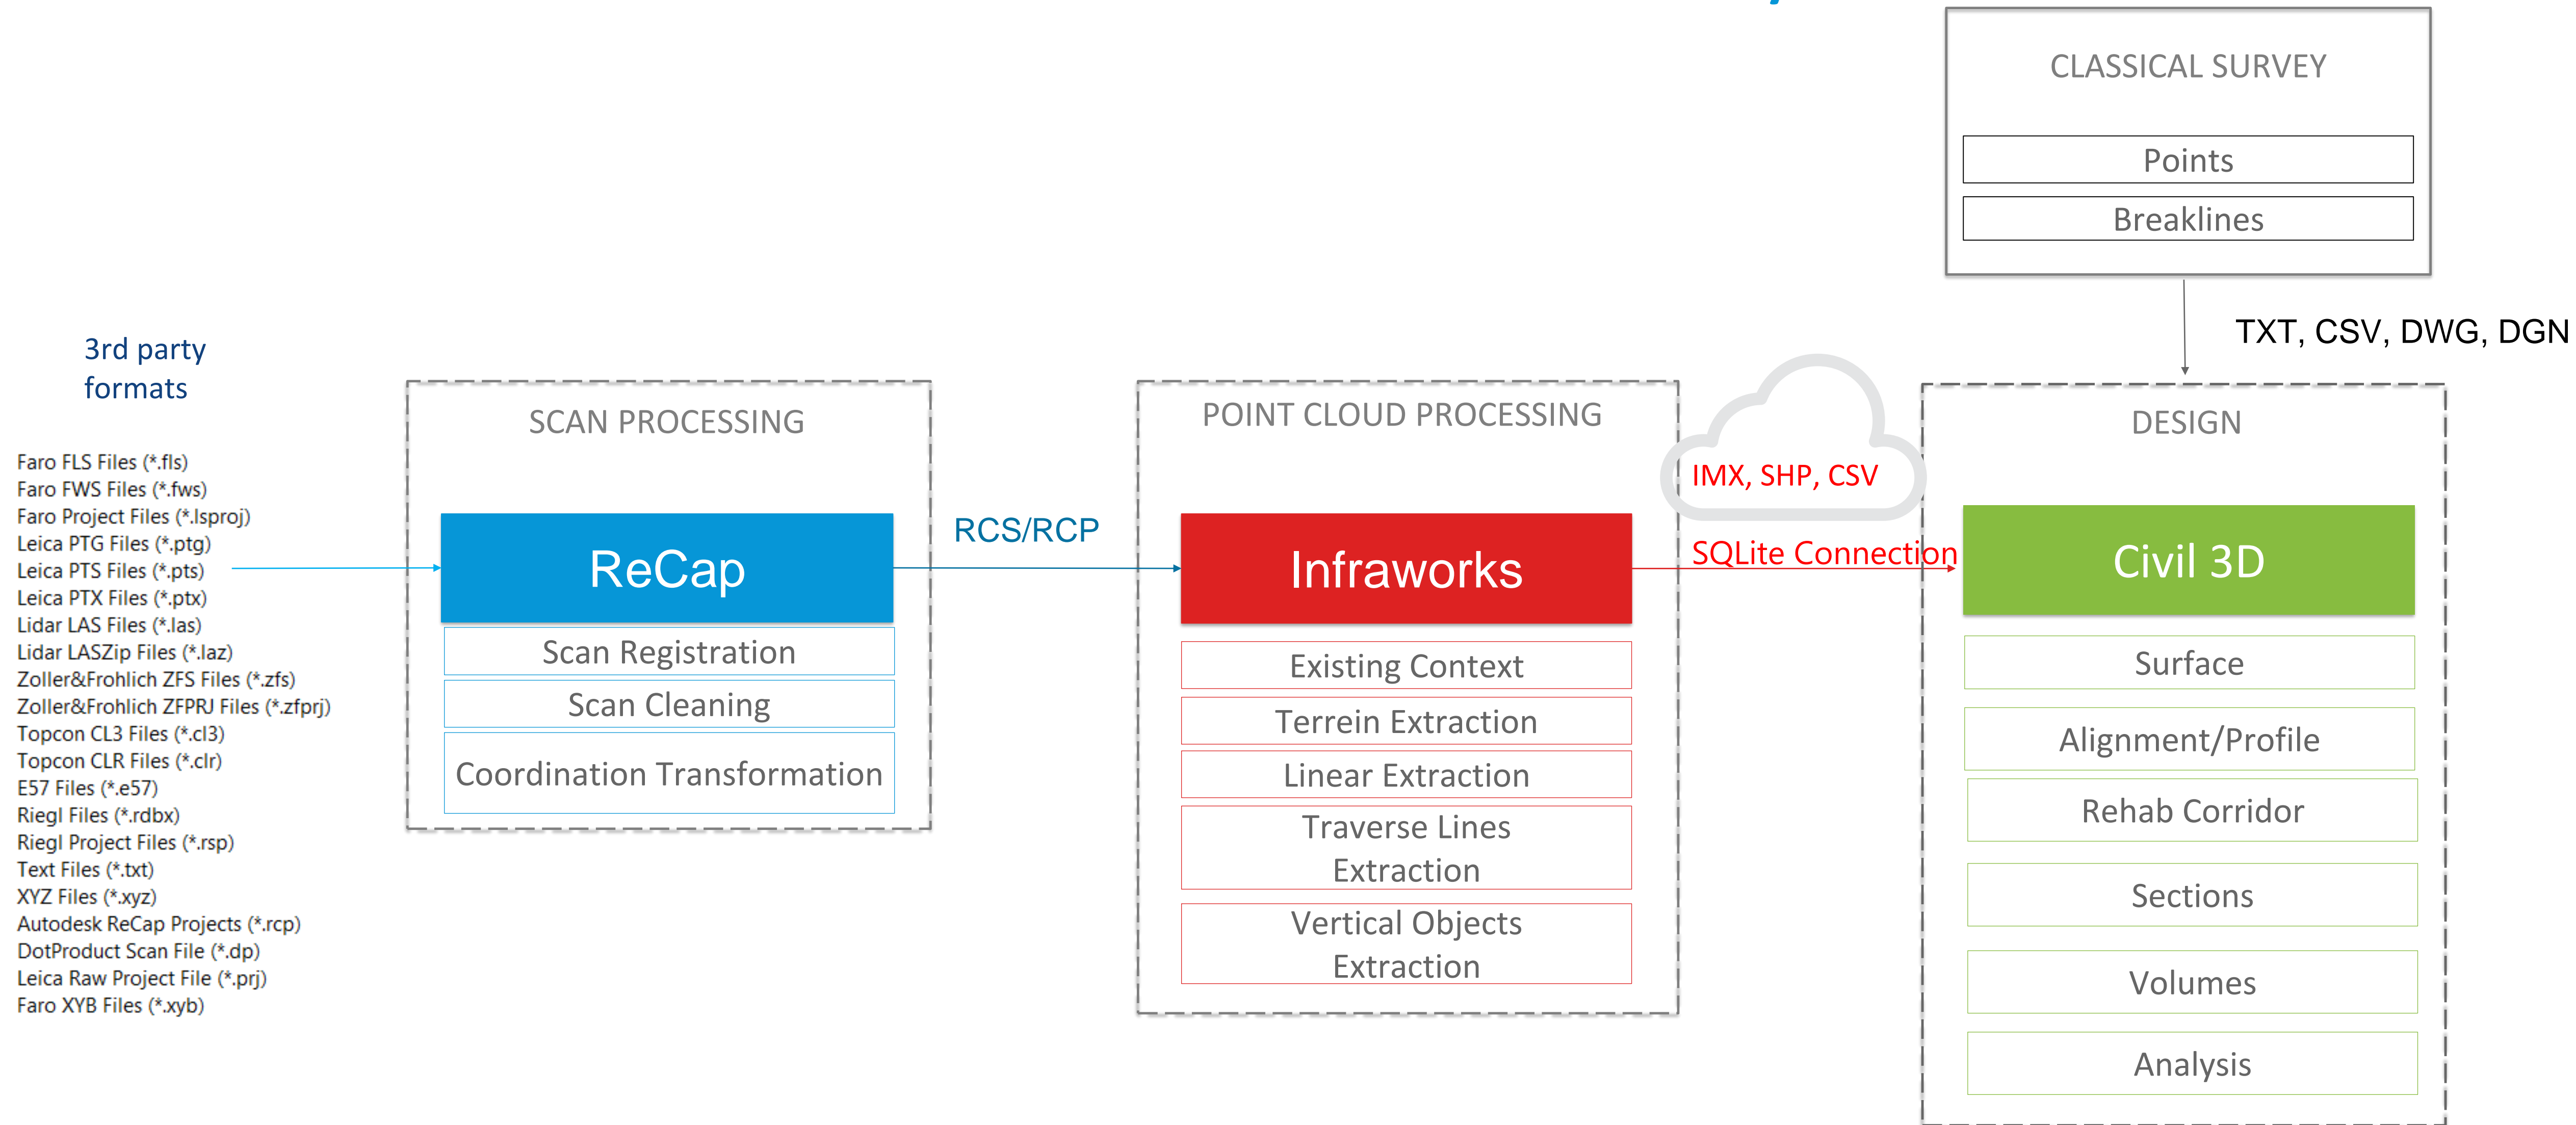 CLASSICAL SURVEY
Points
Breaklines
TXT, CSV, DWG, DGN
3rd party
formats
Faro FLS Files (*.fls)
Faro FWS Files (*.fws)
Faro Project Files (*.lsproj)
Leica PTG Files (*.ptg)
Leica PTS Files (*.pts)
Leica PTX Files (*.ptx)
Lidar LAS Files (*.las)
Lidar LASZip Files (*.laz)
Zoller&Frohlich ZFS Files (*.zfs)
Zoller&Frohlich ZFPRJ Files (*.zfprj)
Topcon CL3 Files (*.cl3)
Topcon CLR Files (*.clr)
E57 Files (*.e57)
Riegl Files (*.rdbx)
Riegl Project Files (*.rsp)
Text Files (*.txt)
XYZ Files (*.xyz)
Autodesk ReCap Projects (*.rcp)
DotProduct Scan File (*.dp)
Leica Raw Project File (*.prj)
Faro XYB Files (*.xyb)
SCAN PROCESSING
ReCap
Scan Registration
Scan Cleaning
Coordination Transformation
RCS/RCP
POINT CLOUD PROCESSING
Infraworks
Existing Context
Terrein Extraction
Linear Extraction
Traverse Lines
Extraction
Vertical Objects
Extraction
IMX, SHP, CSV
SQLite Connection
DESIGN
Civil 3D
Surface
Alignment/Profile
Rehab Corridor
Sections
Volumes
Analysis